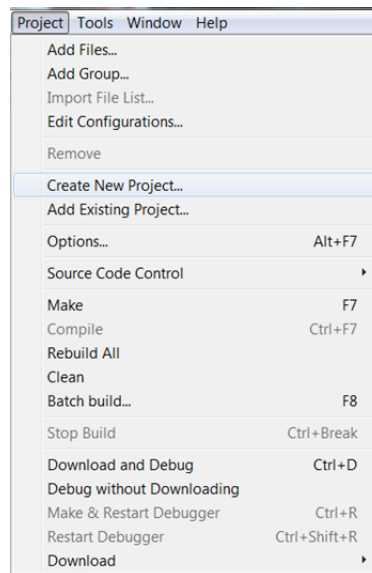 Project Tools Window Help
Add Files...
Add Group...
Import File List...
Edit Configurations...
Remove
Create New Project...
Add Existing Project...
Options... Alt+F7
Source Code Control
Make F7
Compile Ctrl+F7
Rebuild All
Clean
Batch build... F8
Stop Build Ctrl+Break
Download and Debug Ctrl+D
Debug without Downloading
Make & Restart Debugger Ctrl+R
Restart Debugger Ctrl+Shift+R
Download